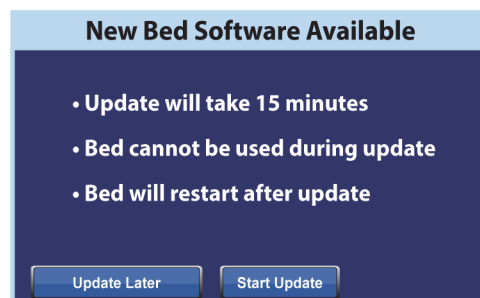 New Bed Software Available
• Update will take 15 minutes
• Bed cannot be used during update
• Bed will restart after update
Update Later
Start Update